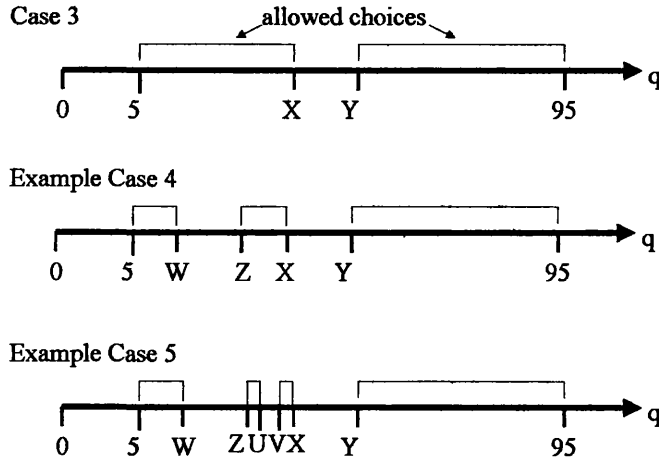 Case 3
allowed choices
0 5 X Y 95 q
Example Case 4
0 5 W Z X Y 95 q
Example Case 5
0 5 W Z U V X Y 95 q